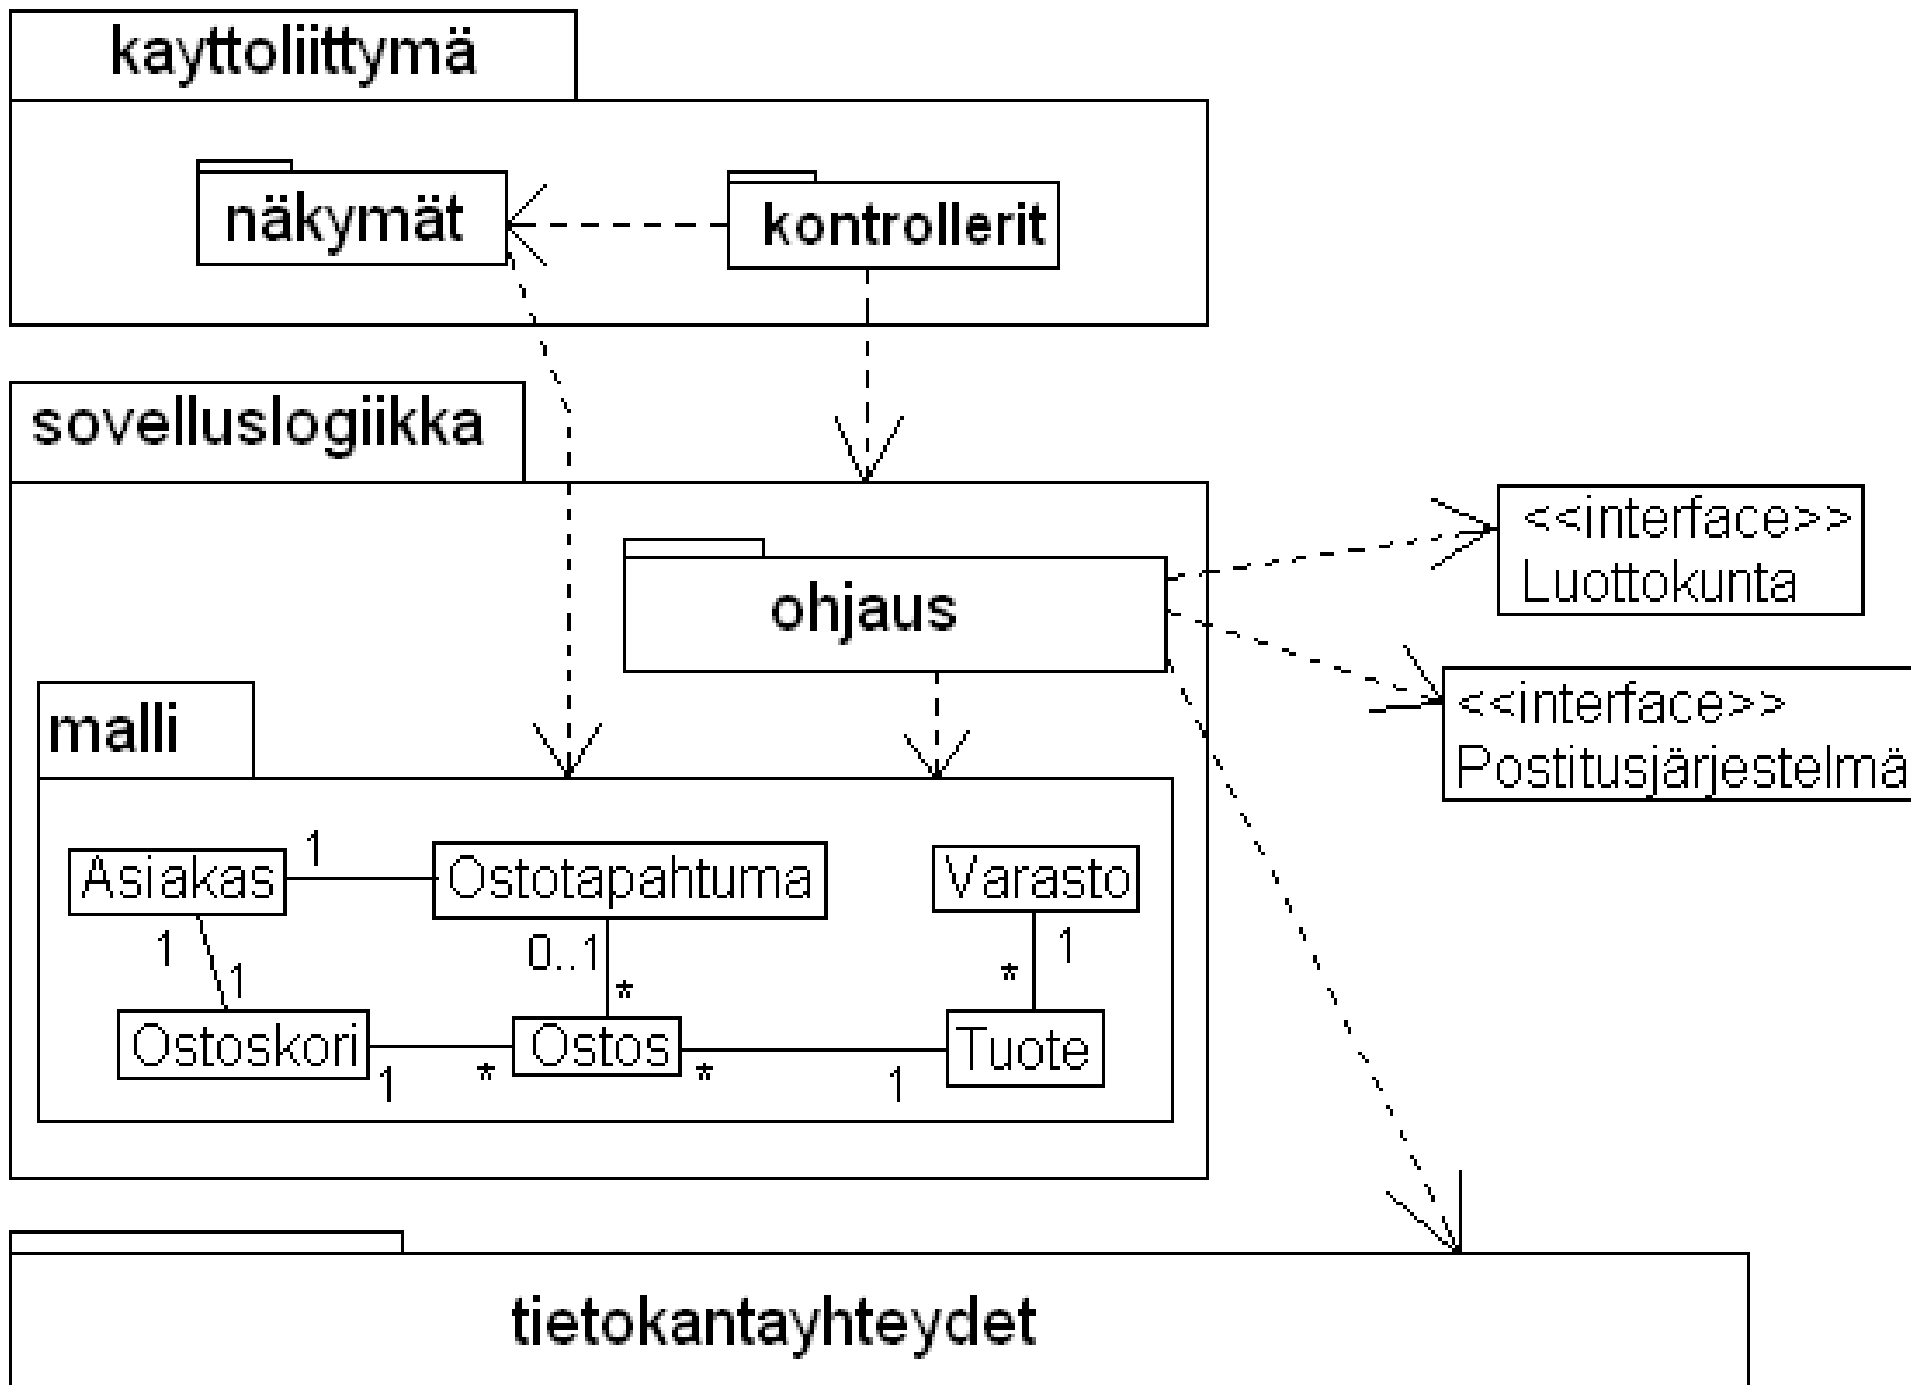 kayttoliittymä
näkymät
kontrollerit
sovelluslogiikka
ohjaus
<<interface>>
Luottokunta
<<interface>>
Postitusjärjestelmä
malli
Asiakas
1
Ostotapahtuma
Varasto
1
1
0..1
*
*
1
Ostoskori
1
*
Ostos
*
1
Tuote
tietokantayhteydet